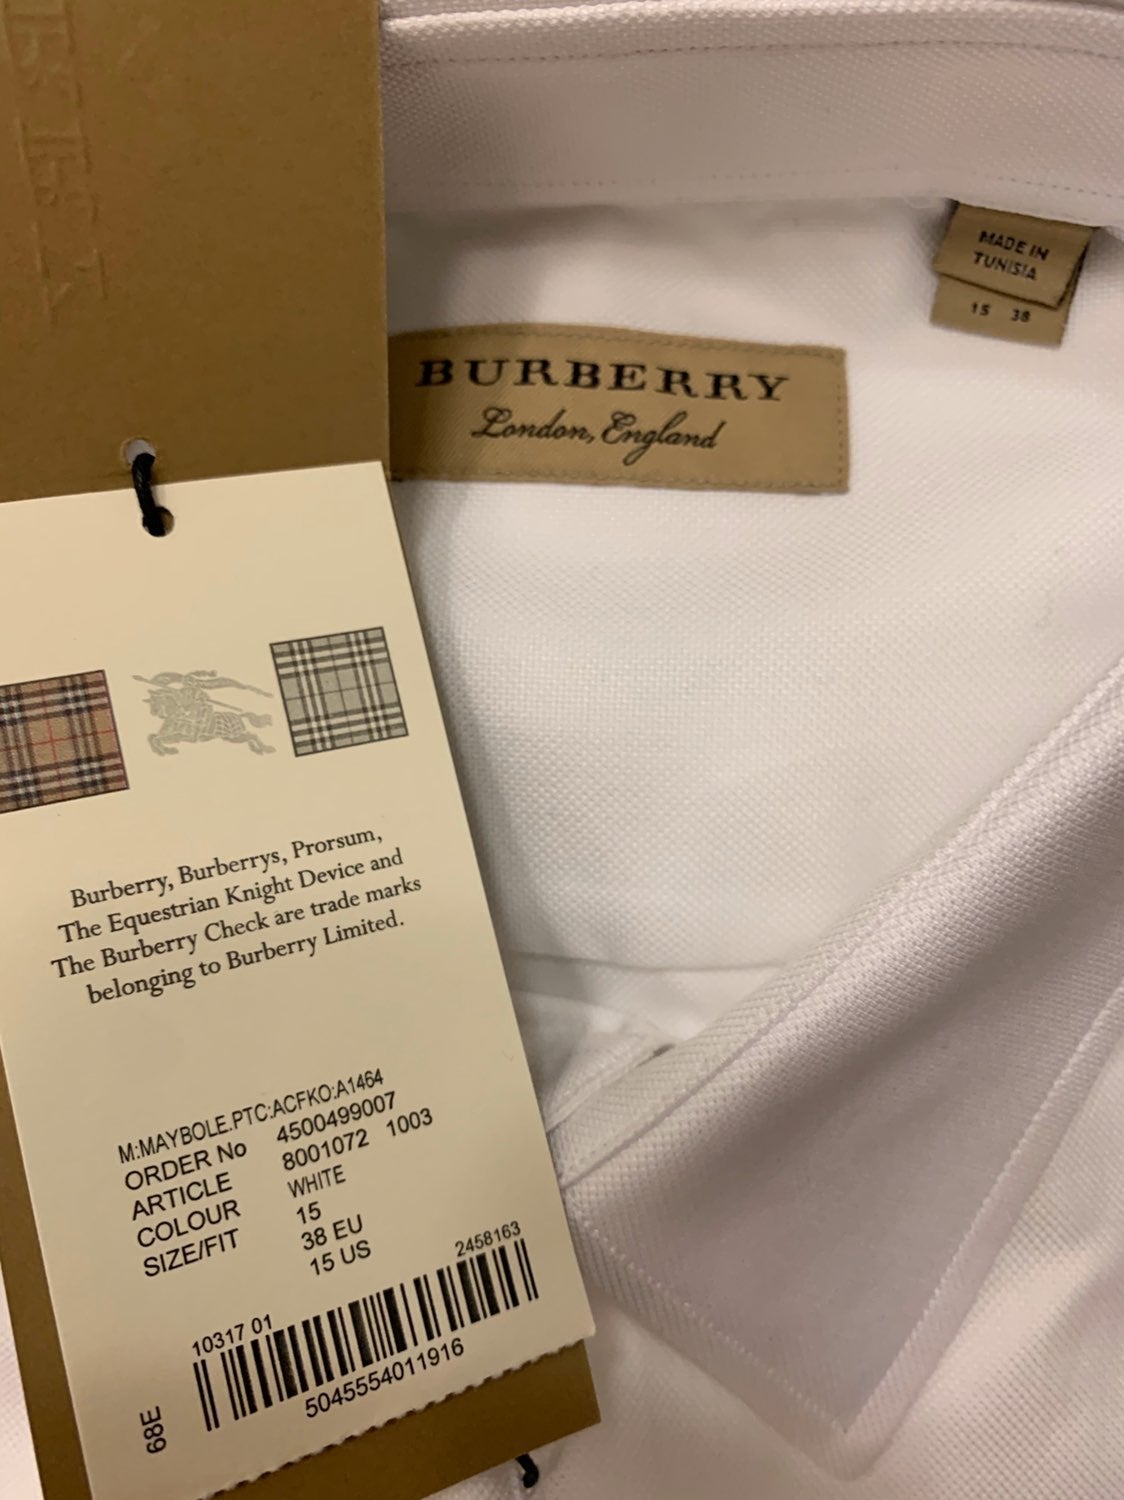 BURBERRY
London, England
MADE IN
TUNISIA
15 38
Burberry, Burberrys, Prorsum,
The Equestrian Knight Device and
The Burberry Check are trade marks
belonging to Burberry Limited.
M:MAYBOLE.PTC:ACFKO:A1464
ORDER No 4500499007
ARTICLE 8001072 1003
COLOUR WHITE
SIZE/FIT 15
38 EU
15 US
2458163
10317 01
5045554011916
68E